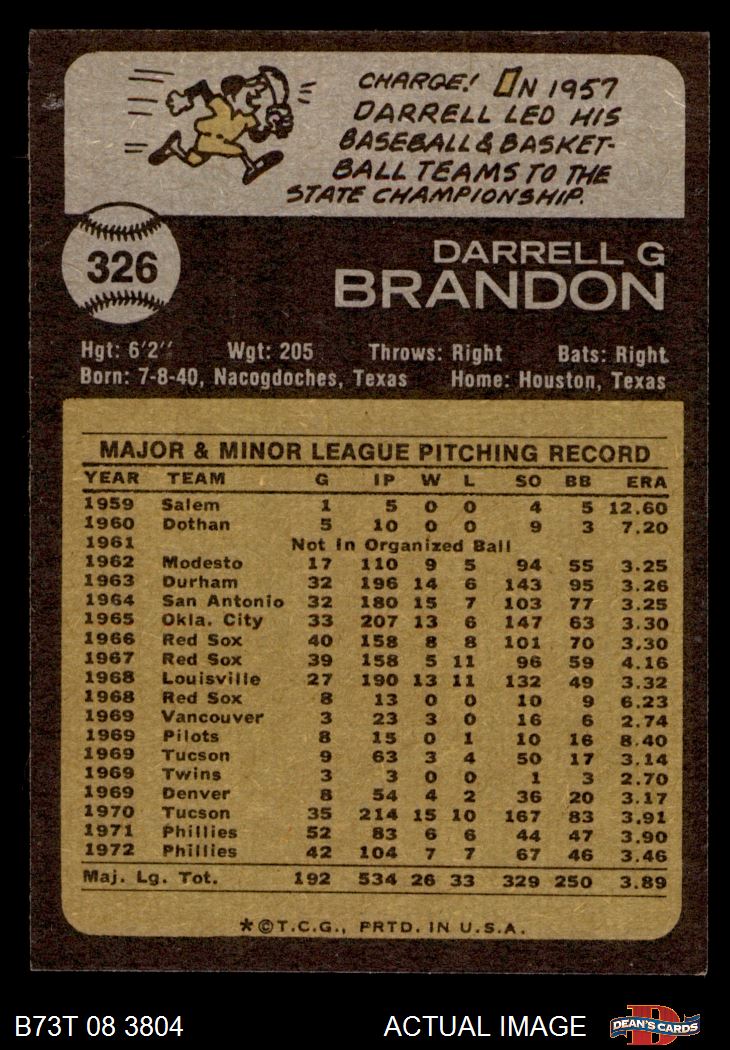 CHARGE! IN 1957
DARRELL LED HIS
BASEBALL & BASKET-
BALL TEAMS TO THE
STATE CHAMPIONSHIP.
326
DARRELL G
BRANDON
Hgt: 6'2" Wgt: 205 Throws: Right Bats: Right
Born: 7-8-40, Nacogdoches, Texas Home: Houston, Texas
MAJOR & MINOR LEAGUE PITCHING RECORD
YEAR TEAM G IP W L SO BB ERA
1959 Salem 1 5 0 0 4 5 12.60
1960 Dothan 5 10 0 0 9 3 7.20
1961 Not In Organized Ball
1962 Modesto 17 110 9 5 94 55 3.25
1963 Durham 32 196 14 6 143 95 3.26
1964 San Antonio 32 180 15 7 103 77 3.25
1965 Okla. City 33 207 13 6 147 63 3.30
1966 Red Sox 40 158 8 8 101 70 3.30
1967 Red Sox 39 158 5 11 96 59 4.16
1968 Louisville 27 190 13 11 132 49 3.32
1968 Red Sox 8 13 0 0 10 9 6.23
1969 Vancouver 3 23 3 0 16 6 2.74
1969 Pilots 8 15 0 1 10 16 8.40
1969 Tucson 9 63 3 4 50 17 3.14
1969 Twins 3 3 0 0 1 3 2.70
1969 Denver 8 54 4 2 36 20 3.17
1970 Tucson 35 214 15 10 167 83 3.91
1971 Phillies 52 83 6 6 44 47 3.90
1972 Phillies 42 104 7 7 67 46 3.46
Maj. Lg. Tot. 192 534 26 33 329 250 3.89
*©T.C.G., PRTD. IN U.S.A.
B73T 08 3804 ACTUAL IMAGE D DEAN'S CARDS